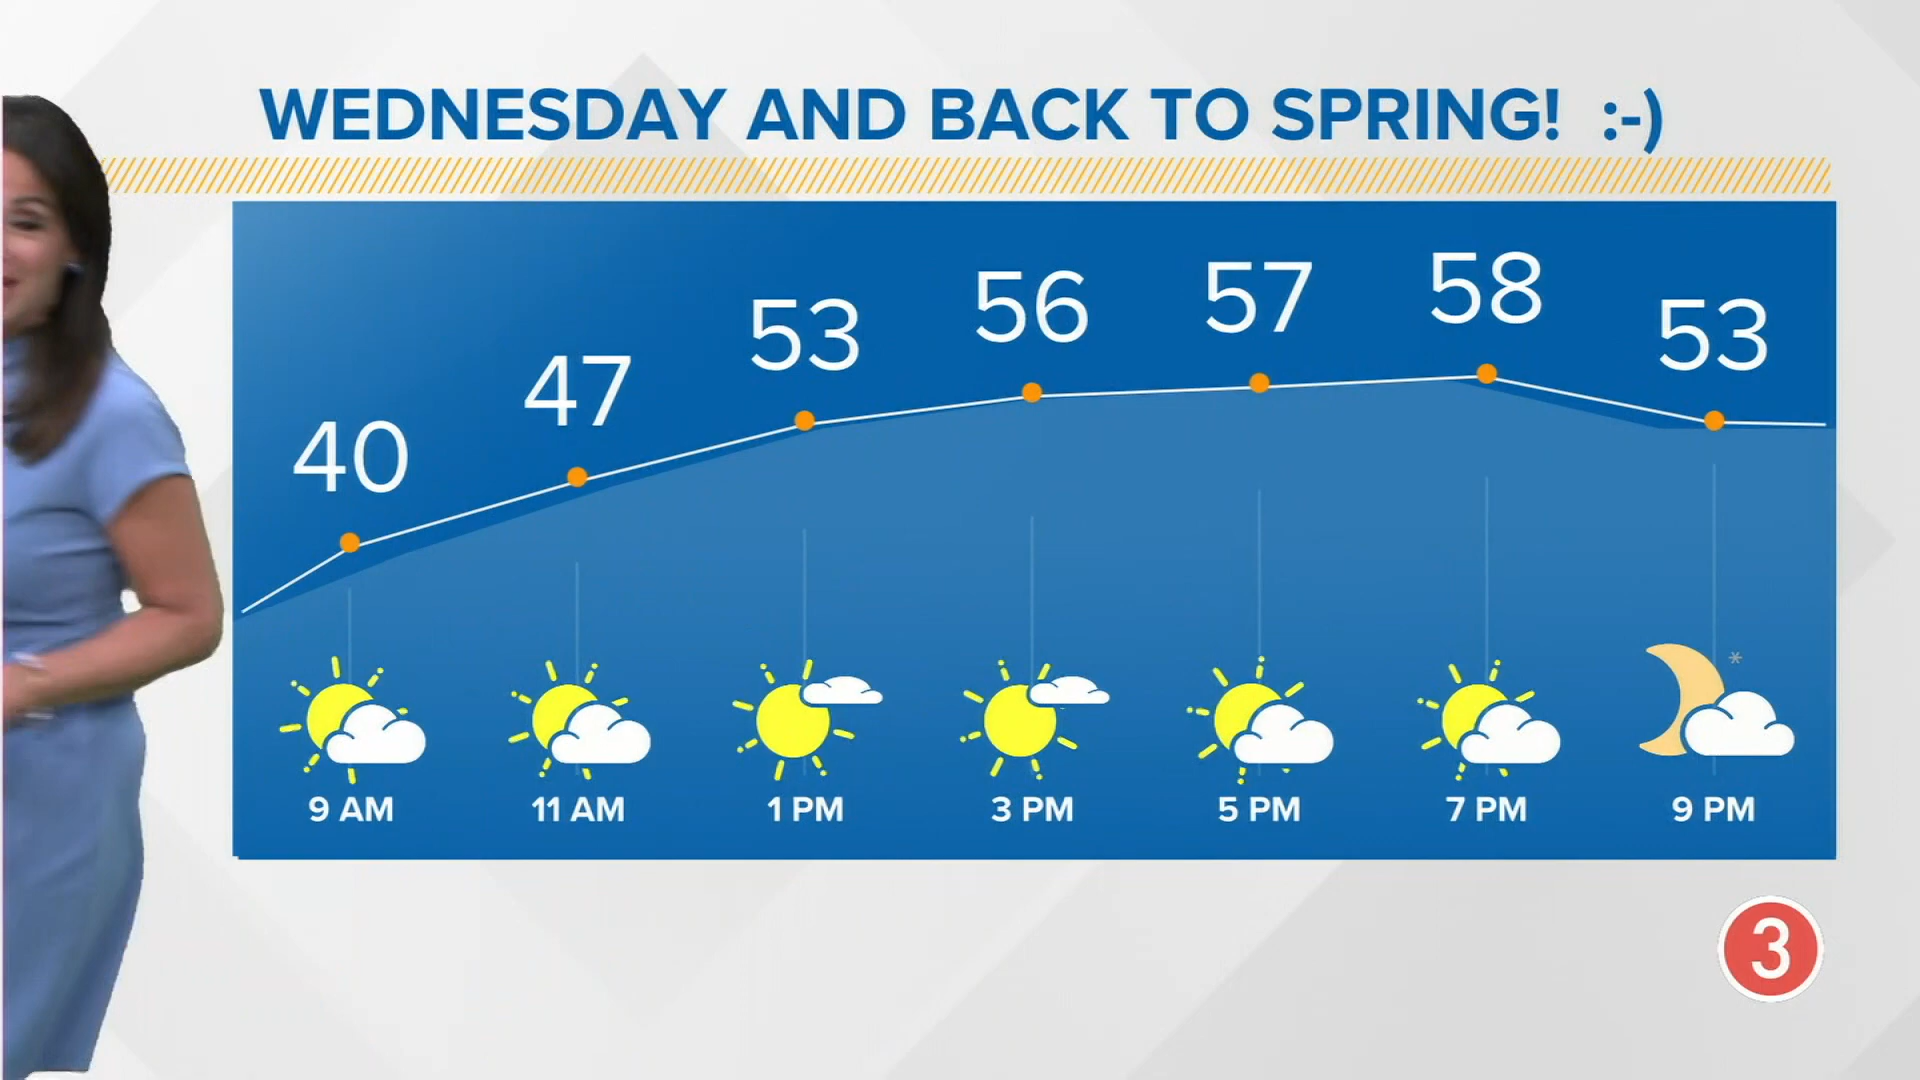 WEDNESDAY AND BACK TO SPRING! :-)
40 47 53 56 57 58 53
9 AM 11 AM 1 PM 3 PM 5 PM 7 PM 9 PM
3